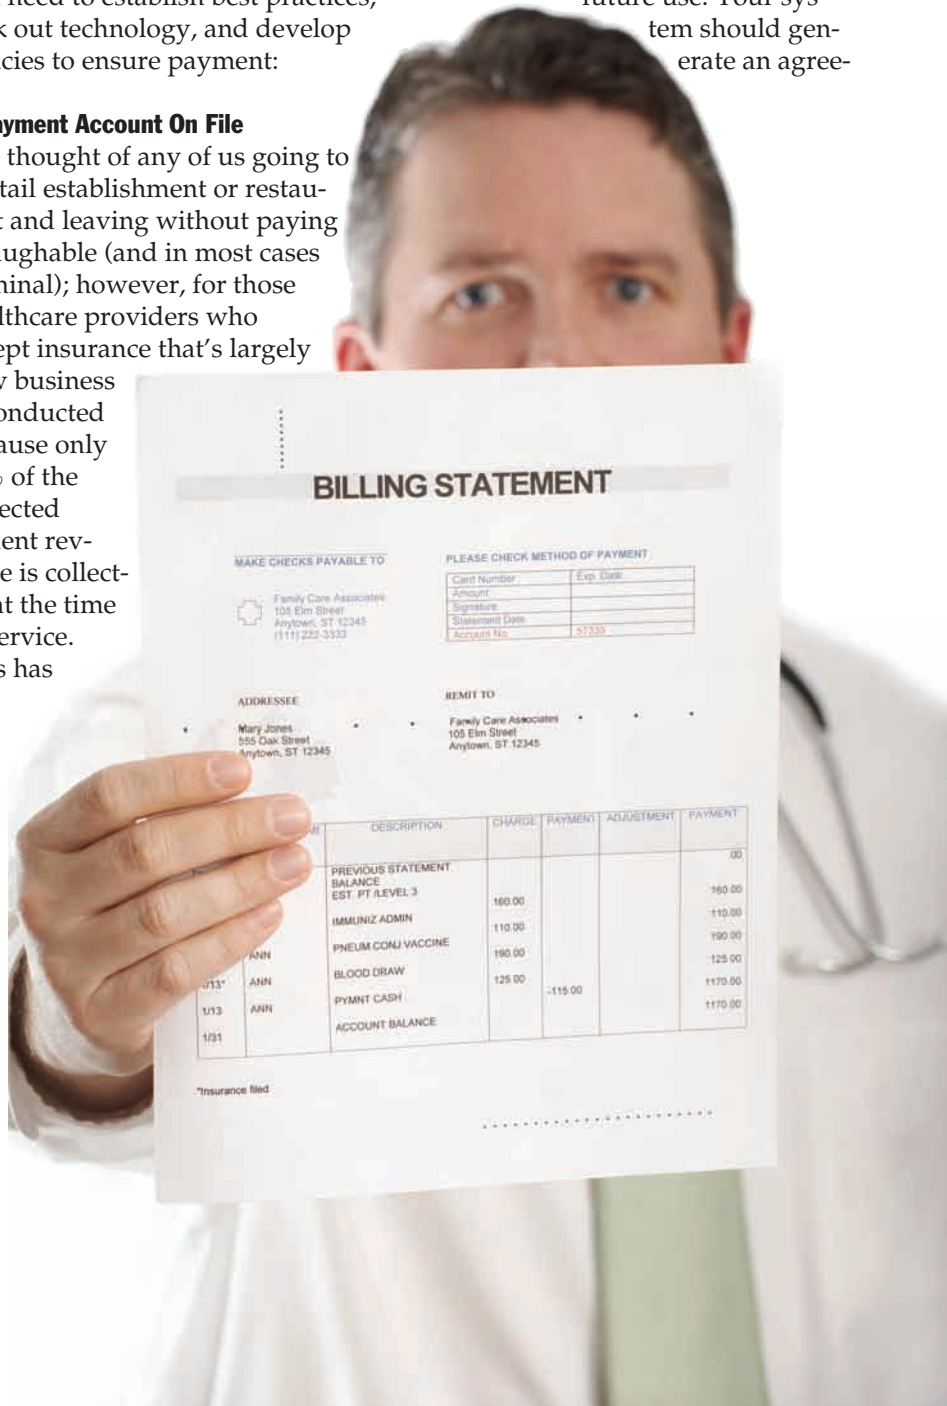 need to establish best practices,
k out technology, and develop
cies to ensure payment:
ayment Account On File
thought of any of us going to
tail establishment or restau-
t and leaving without paying
aughable (and in most cases
minal); however, for those
lthcare providers who
ept insurance that's largely
w business
onducted
ause only
% of the
ected
ient rev-
e is collect-
at the time
ervice.
s has
future use. Your sys-
tem should gen-
erate an agree-
BILLING STATEMENT
MAKE CHECKS PAYABLE TO
Family Care Associates
105 Elm Street
Anytown, ST 12345
(111) 222-3333
PLEASE CHECK METHOD OF PAYMENT
Card Number Exp. Date
Amount
Signature
Statement Date
Account No. 57339
ADDRESSEE
Mary Jones
555 Oak Street
Anytown, ST 12345
REMIT TO
Family Care Associates
105 Elm Street
Anytown, ST 12345
DESCRIPTION CHARGE PAYMENT ADJUSTMENT PAYMENT
PREVIOUS STATEMENT .00
BALANCE
EST. PT /LEVEL 3 160.00 160.00
IMMUNIZ ADMIN 110.00 110.00
ANN PNEUM CONJ VACCINE 190.00 190.00
/13* ANN BLOOD DRAW 125.00 125.00
1/13 ANN PYMNT CASH -115.00 1170.00
1/31 ACCOUNT BALANCE 1170.00
*Insurance filed